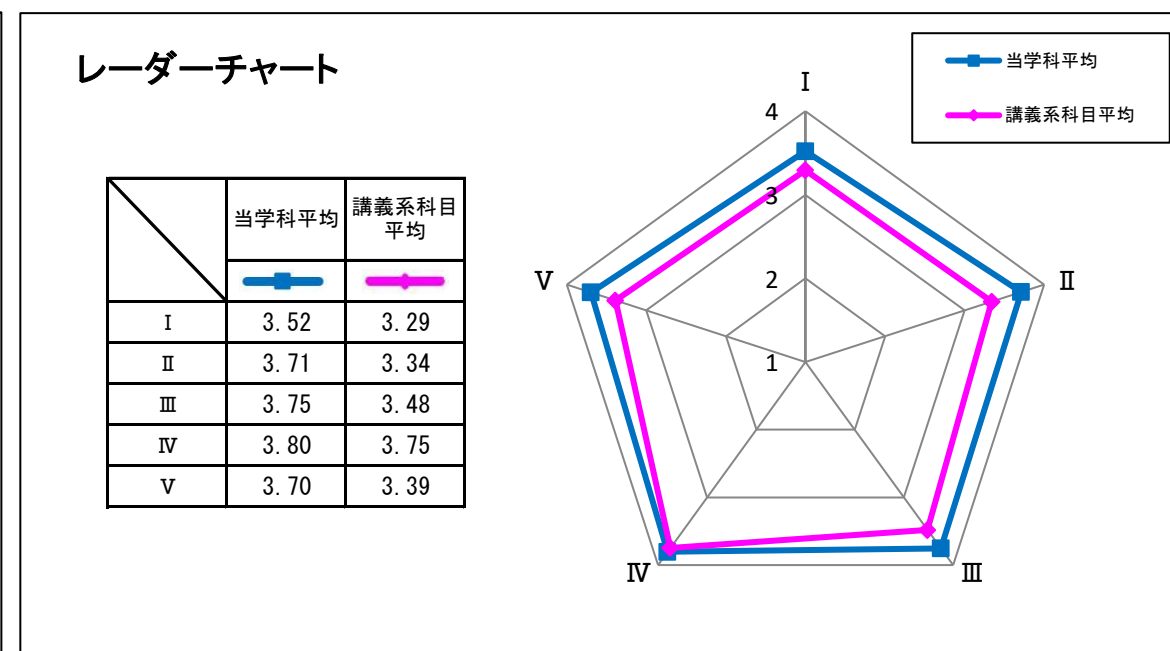 レーダーチャート
当学科平均 講義系科目
平均
Ⅰ 3.52 3.29
Ⅱ 3.71 3.34
Ⅲ 3.75 3.48
Ⅳ 3.80 3.75
Ⅴ 3.70 3.39
当学科平均
講義系科目平均
Ⅰ
4
3
2
1
Ⅱ
Ⅲ
Ⅳ
Ⅴ